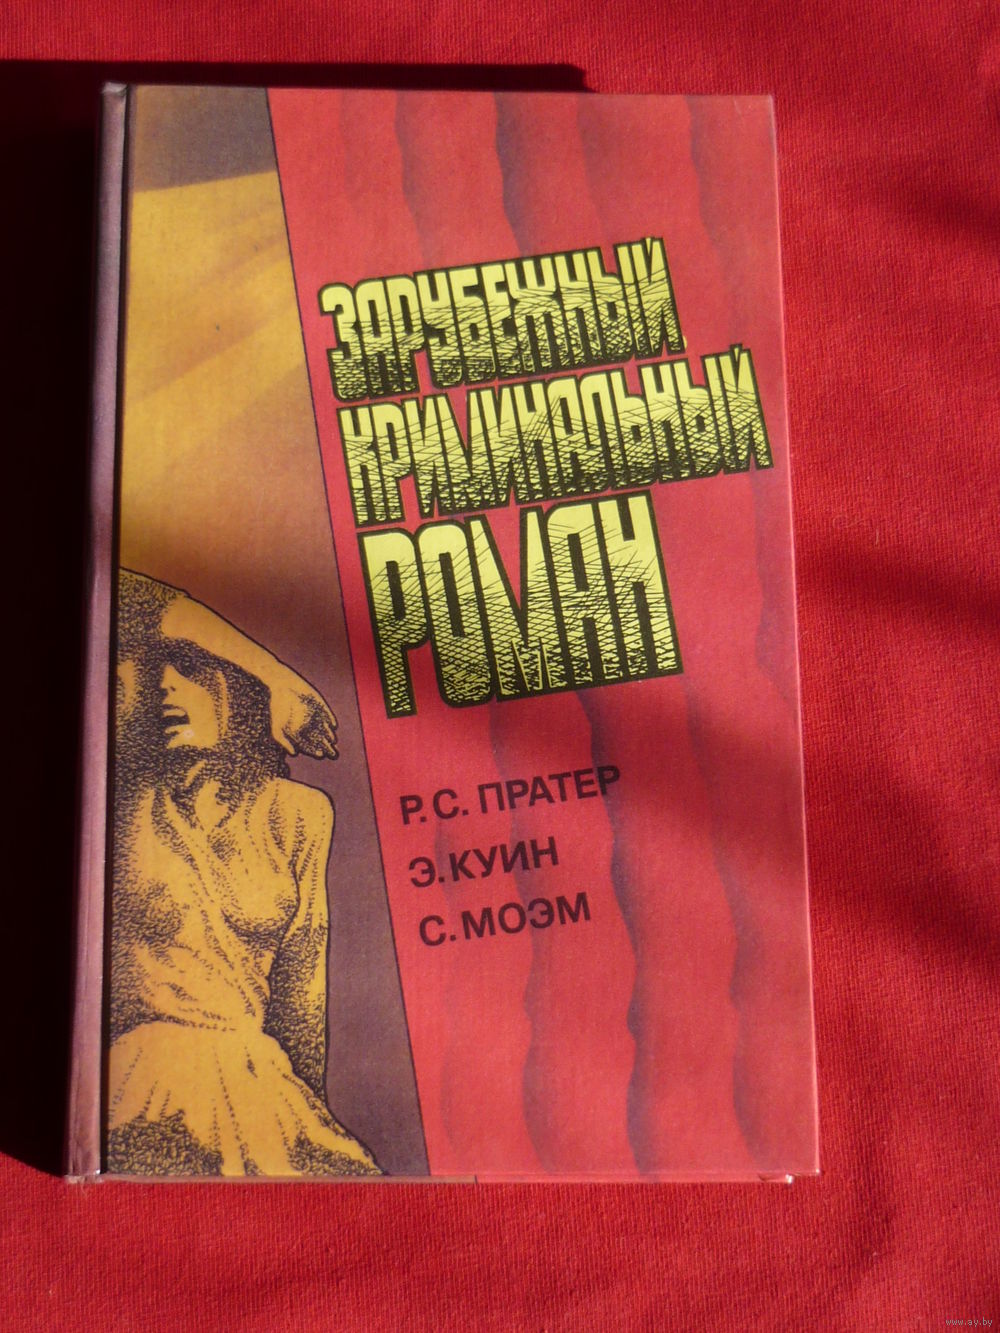 ЗАРУБЕЖНЫЙ
КРИМИНАЛЬНЫЙ
РОМАН
Р.С. ПРАТЕР
Э. КУИН
С. МОЭМ
www.ay.by